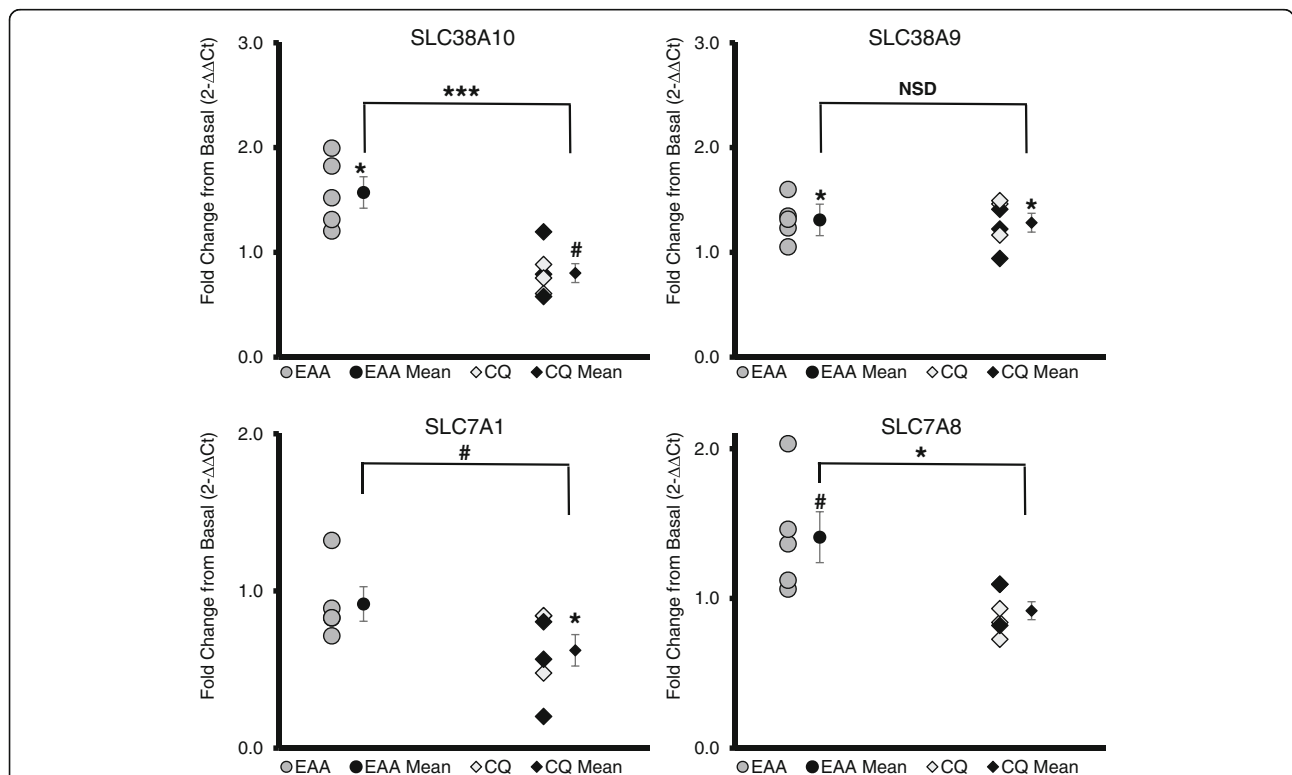 SLC38A10
Fold Change from Basal (2-ΔΔCt)
3.0
2.0
1.0
0.0
***
*
#
EAA EAA Mean CQ CQ Mean
SLC38A9
Fold Change from Basal (2-ΔΔCt)
3.0
2.0
1.0
0.0
NSD
*
*
EAA EAA Mean CQ CQ Mean
SLC7A1
Fold Change from Basal (2-ΔΔCt)
2.0
1.0
0.0
#
*
EAA EAA Mean CQ CQ Mean
SLC7A8
Fold Change from Basal (2-ΔΔCt)
2.0
1.0
0.0
*
#
EAA EAA Mean CQ CQ Mean